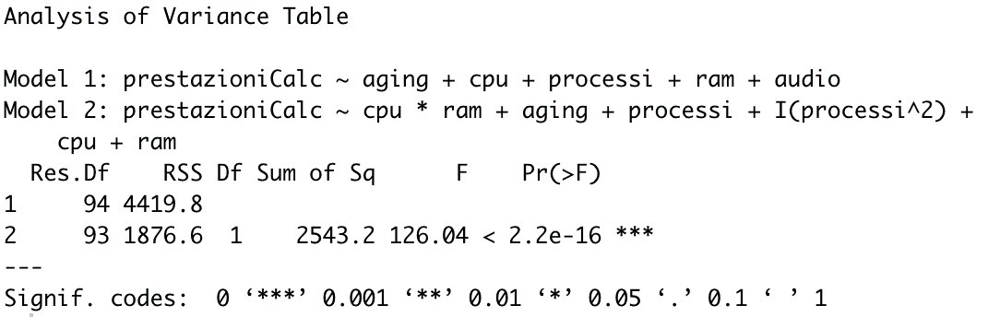 Analysis of Variance Table

Model 1: prestazioniCalc ~ aging + cpu + processi + ram + audio
Model 2: prestazioniCalc ~ cpu * ram + aging + processi + I(processi^2) +
    cpu + ram
  Res.Df    RSS Df Sum of Sq      F    Pr(>F)
1     94 4419.8
2     93 1876.6  1    2543.2 126.04 < 2.2e-16 ***
---
Signif. codes:  0 ‘***’ 0.001 ‘**’ 0.01 ‘*’ 0.05 ‘.’ 0.1 ‘ ’ 1